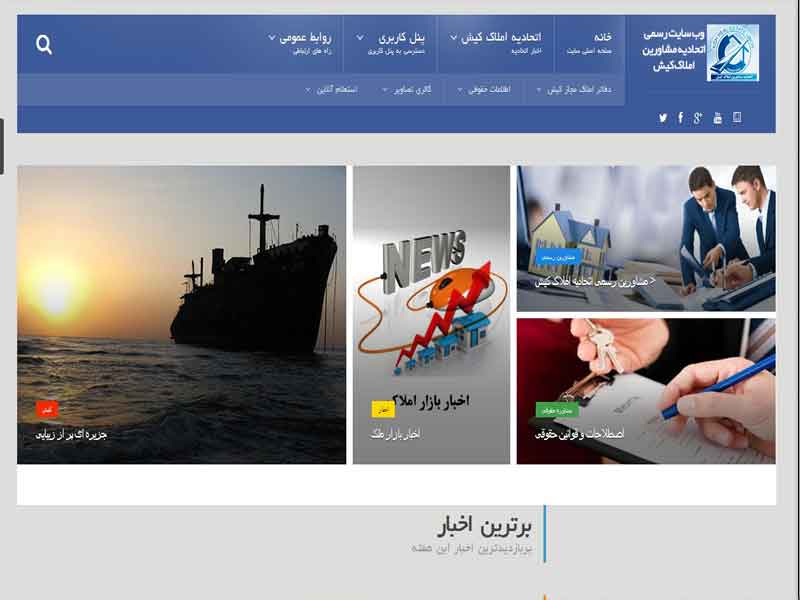 وب سایت رسمی
اتحادیه مشاورین
املاک کیش
خانه
صفحه اصلی سایت
اتحادیه املاک کیش
اخبار اتحادیه
پنل کاربری
دسترسی به پنل کاربری
روابط عمومی
راه های ارتباطی
دفاتر املاک مجاز کیش
اطلاعات حقوقی
گالری تصاویر
استعلام آنلاین
مشاورین رسمی
> مشاورین رسمی اتحادیه املاک کیش
مشاوره حقوقی
اصطلاحات و قوانین حقوقی
NEWS
اخبار بازار املاک
اخبار
اخبار بازار ملک
کیش
جزیره ای پر از زیبایی
برترین اخبار
پربازدیدترین اخبار این هفته